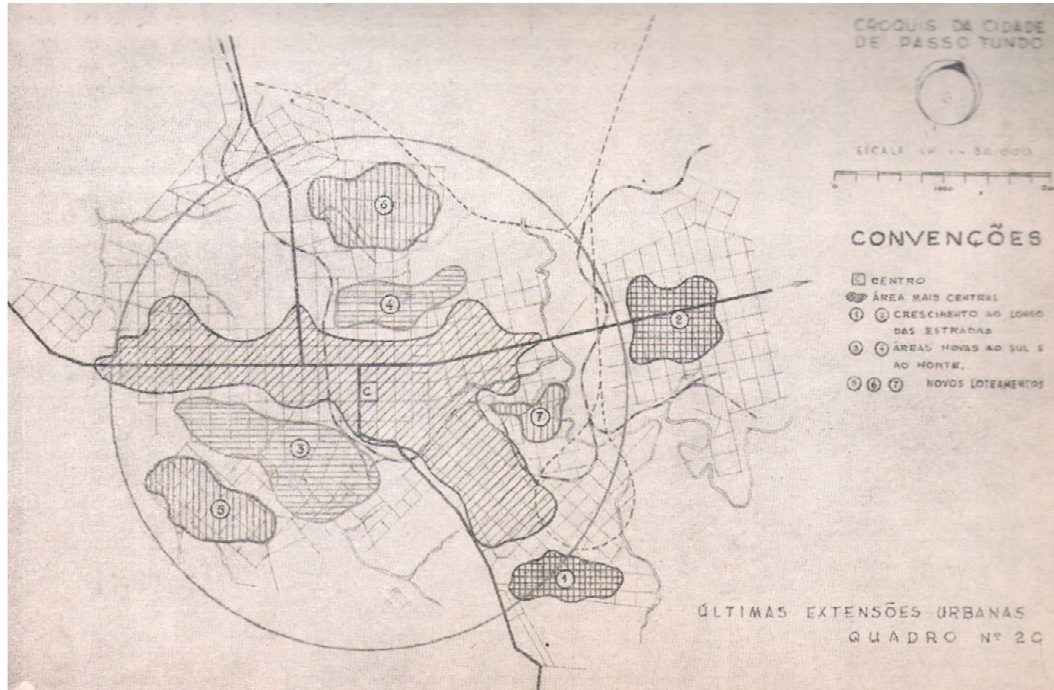 CROQUIS DA CIDADE
DE PASSO FUNDO
ESCALA
0 1000
CONVENÇÕES
C CENTRO
ÁREA MAIS CENTRAL
1 2 CRESCIMENTO AO LONGO
DAS ESTRADAS
3 4 ÁREAS NOVAS AO SUL E
AO NORTE.
5 6 7 NOVOS LOTEAMENTOS
6
4
2
C
7
3
5
1
ÚLTIMAS EXTENSÕES URBANAS
QUADRO Nº